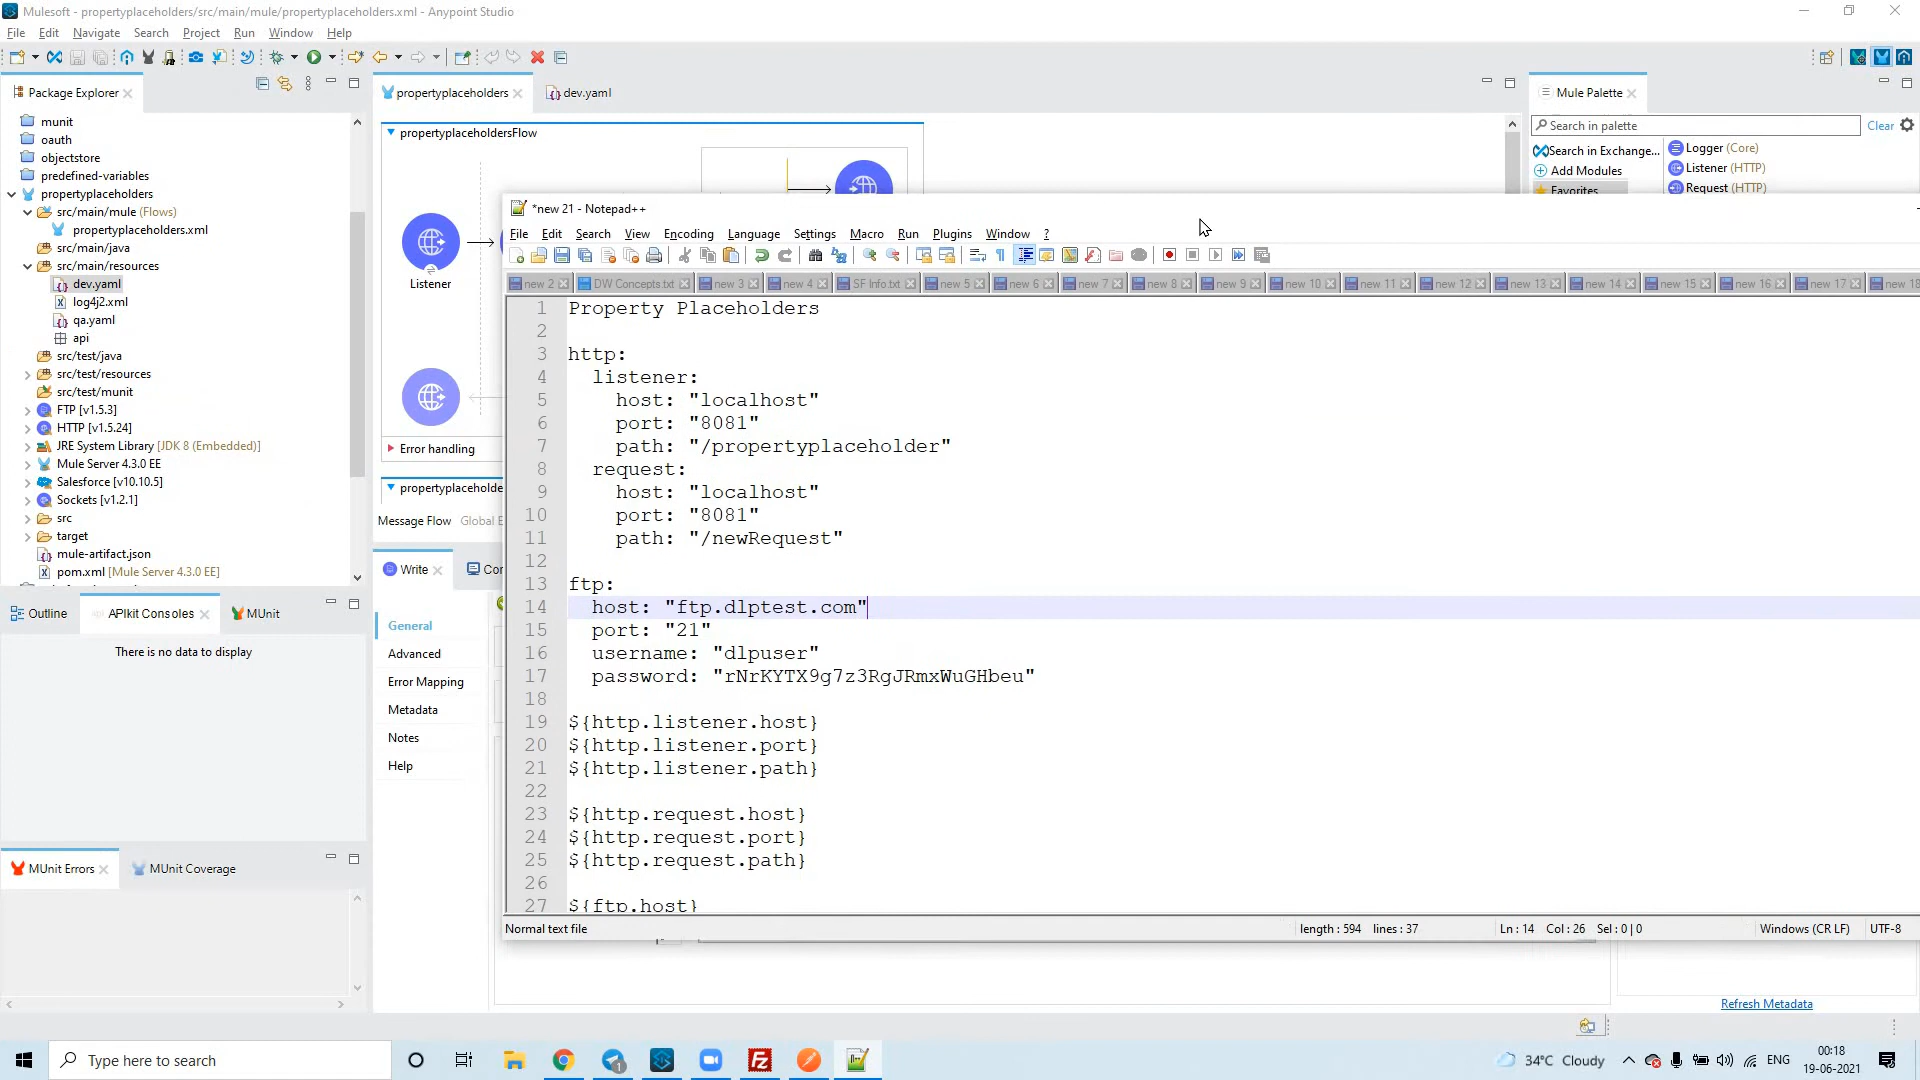 Mulesoft - propertyplaceholders/src/main/mule/propertyplaceholders.xml - Anypoint Studio
File Edit Navigate Search Project Run Window Help
Package Explorer
munit
oauth
objectstore
predefined-variables
propertyplaceholders
src/main/mule (Flows)
propertyplaceholders.xml
src/main/java
src/main/resources
dev.yaml
log4j2.xml
qa.yaml
api
src/test/java
src/test/resources
src/test/munit
FTP [v1.5.3]
HTTP [v1.5.24]
JRE System Library [JDK 8 (Embedded)]
Mule Server 4.3.0 EE
Salesforce [v10.10.5]
Sockets [v1.2.1]
src
target
mule-artifact.json
pom.xml [Mule Server 4.3.0 EE]
Outline APIkit Consoles MUnit
There is no data to display
MUnit Errors MUnit Coverage
propertyplaceholders dev.yaml
propertyplaceholdersFlow
Listener
Error handling
propertyplaceholde
Message Flow Global E
Write Con
General
Advanced
Error Mapping
Metadata
Notes
Help
Mule Palette
Search in palette Clear
Search in Exchange...
Add Modules
Favorites
Logger (Core)
Listener (HTTP)
Request (HTTP)
*new 21 - Notepad++
File Edit Search View Encoding Language Settings Macro Run Plugins Window ?
new 2 DW Concepts.txt new 3 new 4 SF Info.txt new 5 new 6 new 7 new 8 new 9 new 10 new 11 new 12 new 13 new 14 new 15 new 16 new 17 new 18
1 Property Placeholders
2
3 http:
4 listener:
5 host: "localhost"
6 port: "8081"
7 path: "/propertyplaceholder"
8 request:
9 host: "localhost"
10 port: "8081"
11 path: "/newRequest"
12
13 ftp:
14 host: "ftp.dlptest.com"
15 port: "21"
16 username: "dlpuser"
17 password: "rNrKYTX9g7z3RgJRmxWuGHbeu"
18
19 ${http.listener.host}
20 ${http.listener.port}
21 ${http.listener.path}
22
23 ${http.request.host}
24 ${http.request.port}
25 ${http.request.path}
26
27 ${ftp.host}
Normal text file length : 594 lines : 37 Ln : 14 Col : 26 Sel : 0 | 0 Windows (CR LF) UTF-8
Refresh Metadata
Type here to search
34°C Cloudy
ENG
00:18
19-06-2021